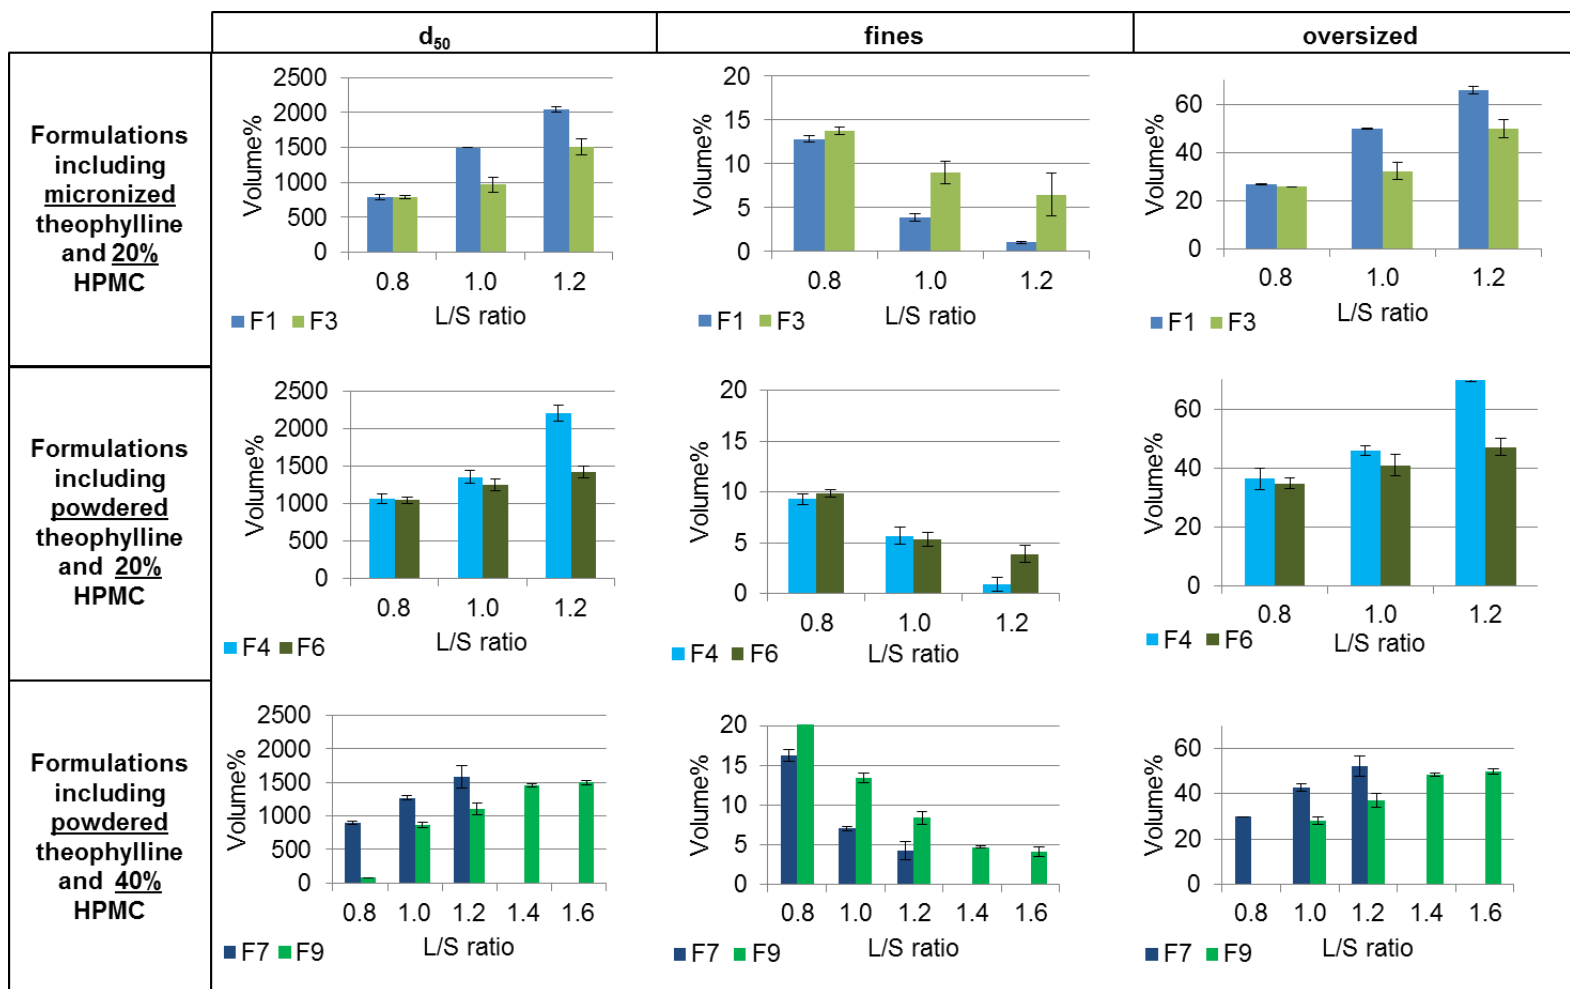 d50
fines
oversized
Formulations
including
micronized
theophylline
and 20%
HPMC
Volume%
2500
2000
1500
1000
500
0
0.8 1.0 1.2
L/S ratio
F1 F3
Volume%
20
15
10
5
0
0.8 1.0 1.2
L/S ratio
F1 F3
Volume%
60
40
20
0
0.8 1.0 1.2
L/S ratio
F1 F3
Formulations
including
powdered
theophylline
and 20%
HPMC
Volume%
2500
2000
1500
1000
500
0
0.8 1.0 1.2
L/S ratio
F4 F6
Volume%
20
15
10
5
0
0.8 1.0 1.2
L/S ratio
F4 F6
Volume%
60
40
20
0
0.8 1.0 1.2
L/S ratio
F4 F6
Formulations
including
powdered
theophylline
and 40%
HPMC
Volume%
2500
2000
1500
1000
500
0
0.8 1.0 1.2 1.4 1.6
L/S ratio
F7 F9
Volume%
20
15
10
5
0
0.8 1.0 1.2 1.4 1.6
L/S ratio
F7 F9
Volume%
60
40
20
0
0.8 1.0 1.2 1.4 1.6
L/S ratio
F7 F9